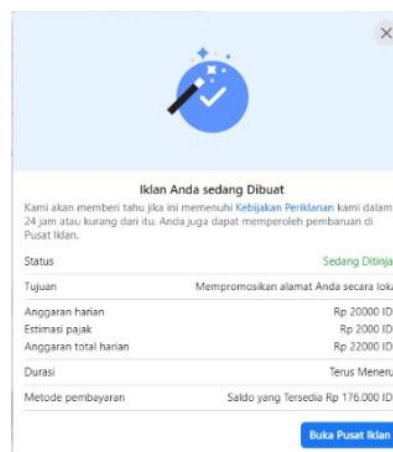 Iklan Anda sedang Dibuat
Kami akan memberi tahu jika ini memenuhi Kebijakan Periklanan kami dalam
24 jam atau kurang dari itu. Anda juga dapat memperoleh pembaruan di
Pusat Iklan.
Status Sedang Ditinja
Tujuan Mempromosikan alamat Anda secara loka
Anggaran harian Rp 20000 ID
Estimasi pajak Rp 2000 ID
Anggaran total harian Rp 22000 ID
Durasi Terus Meneru
Metode pembayaran Saldo yang Tersedia Rp 176.000 ID
Buka Pusat Iklan